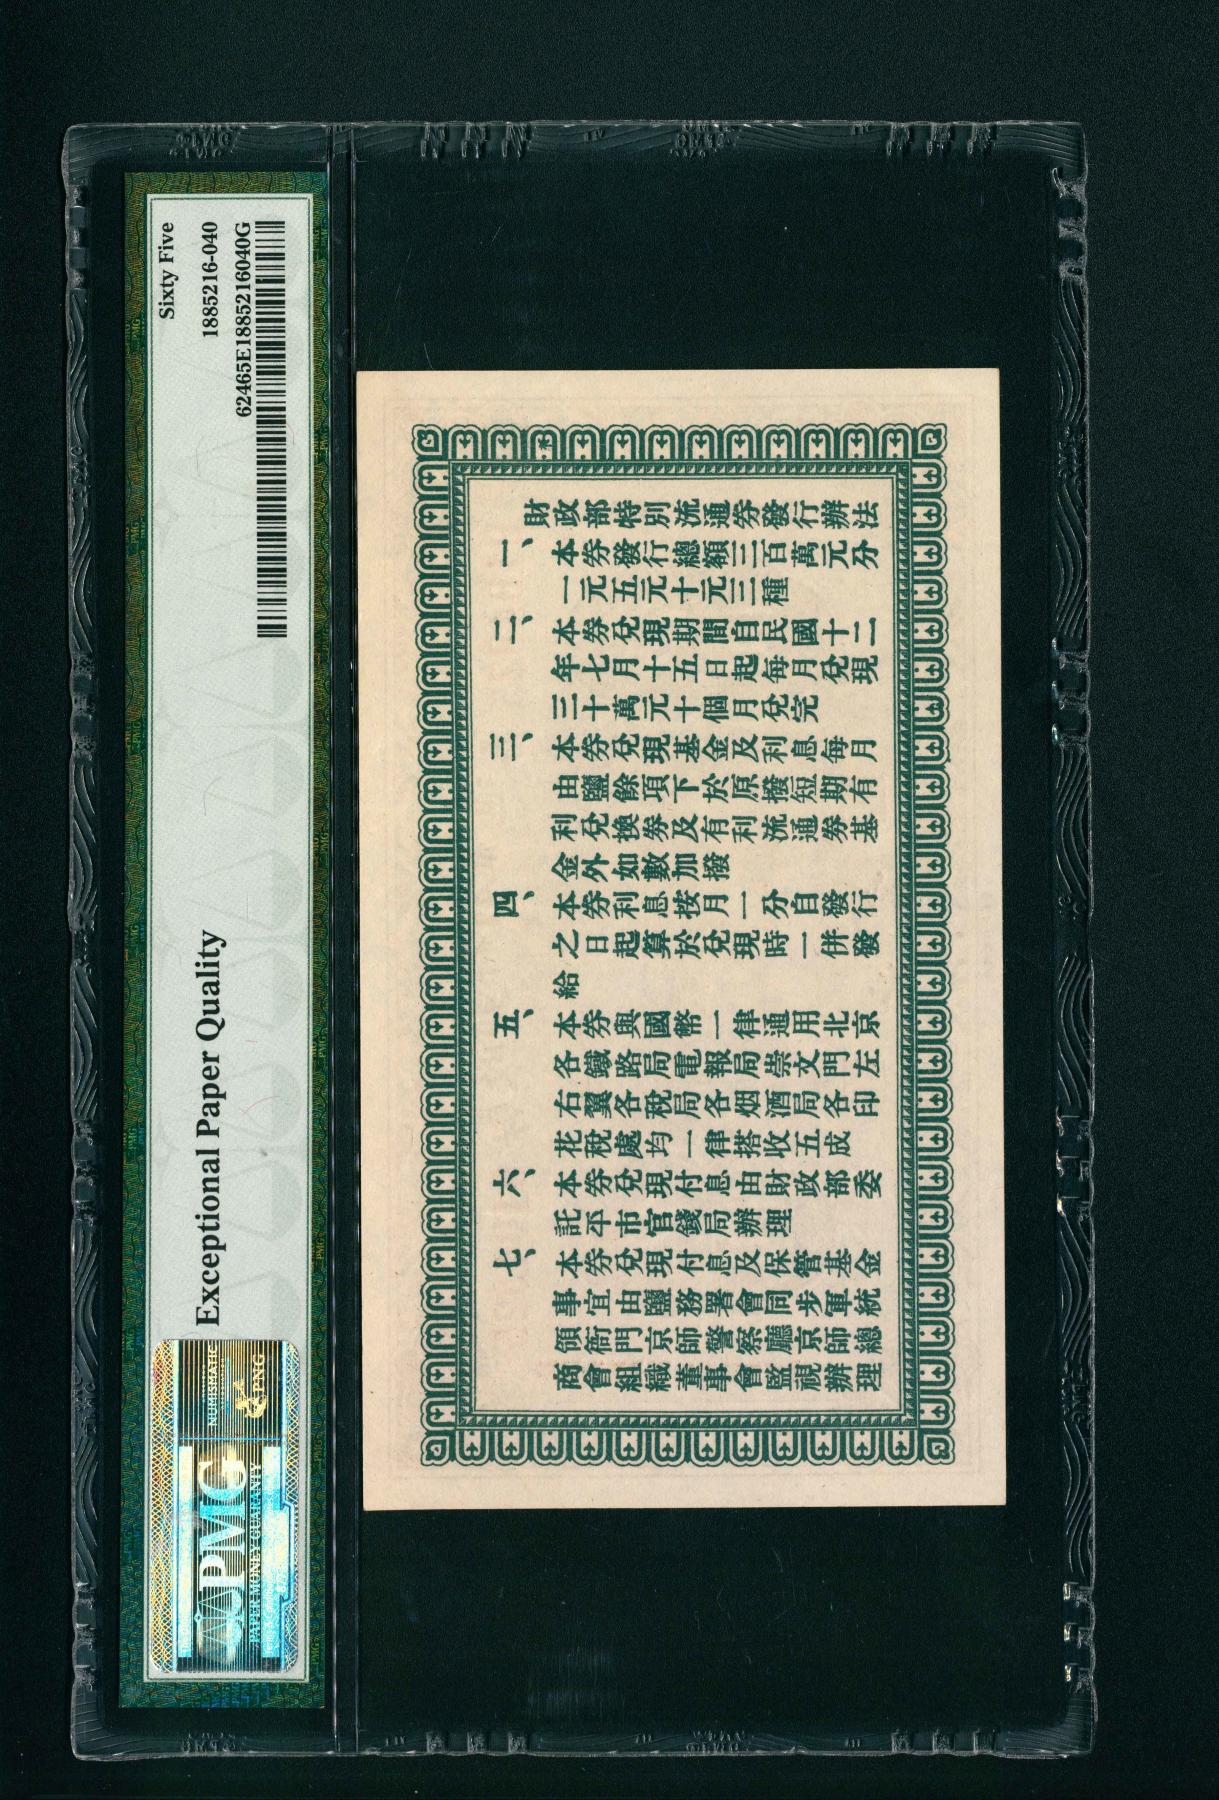 Sixty Five
1885216-040
62465E1885216040G
Exceptional Paper Quality
NUMISMATIC
PNG
PMG
PAPER MONEY GUARANTY
財政部特別流通券發行辦法
一、本券發行總額三百萬元分
一元五元十元三種
二、本券兌現期間自民國十二
年七月十五日起每月兌現
三十萬元十個月兌完
三、本券兌現基金及利息每月
由鹽餘項下於原撥短期有
利兌換券及有利流通券基
金外如數加撥
四、本券利息按月一分自發行
之日起算於兌現時一併發
給
五、本券與國幣一律通用北京
各鐵路局電報局崇文門左
右翼各稅局各烟酒局各印
花稅處均一律搭收五成
六、本券兌現付息由財政部委
託平市官錢局辦理
七、本券兌現付息及保管基金
事宜由鹽務署會同步軍統
領衙門京師警察廳京師總
商會組織董事會監視辦理